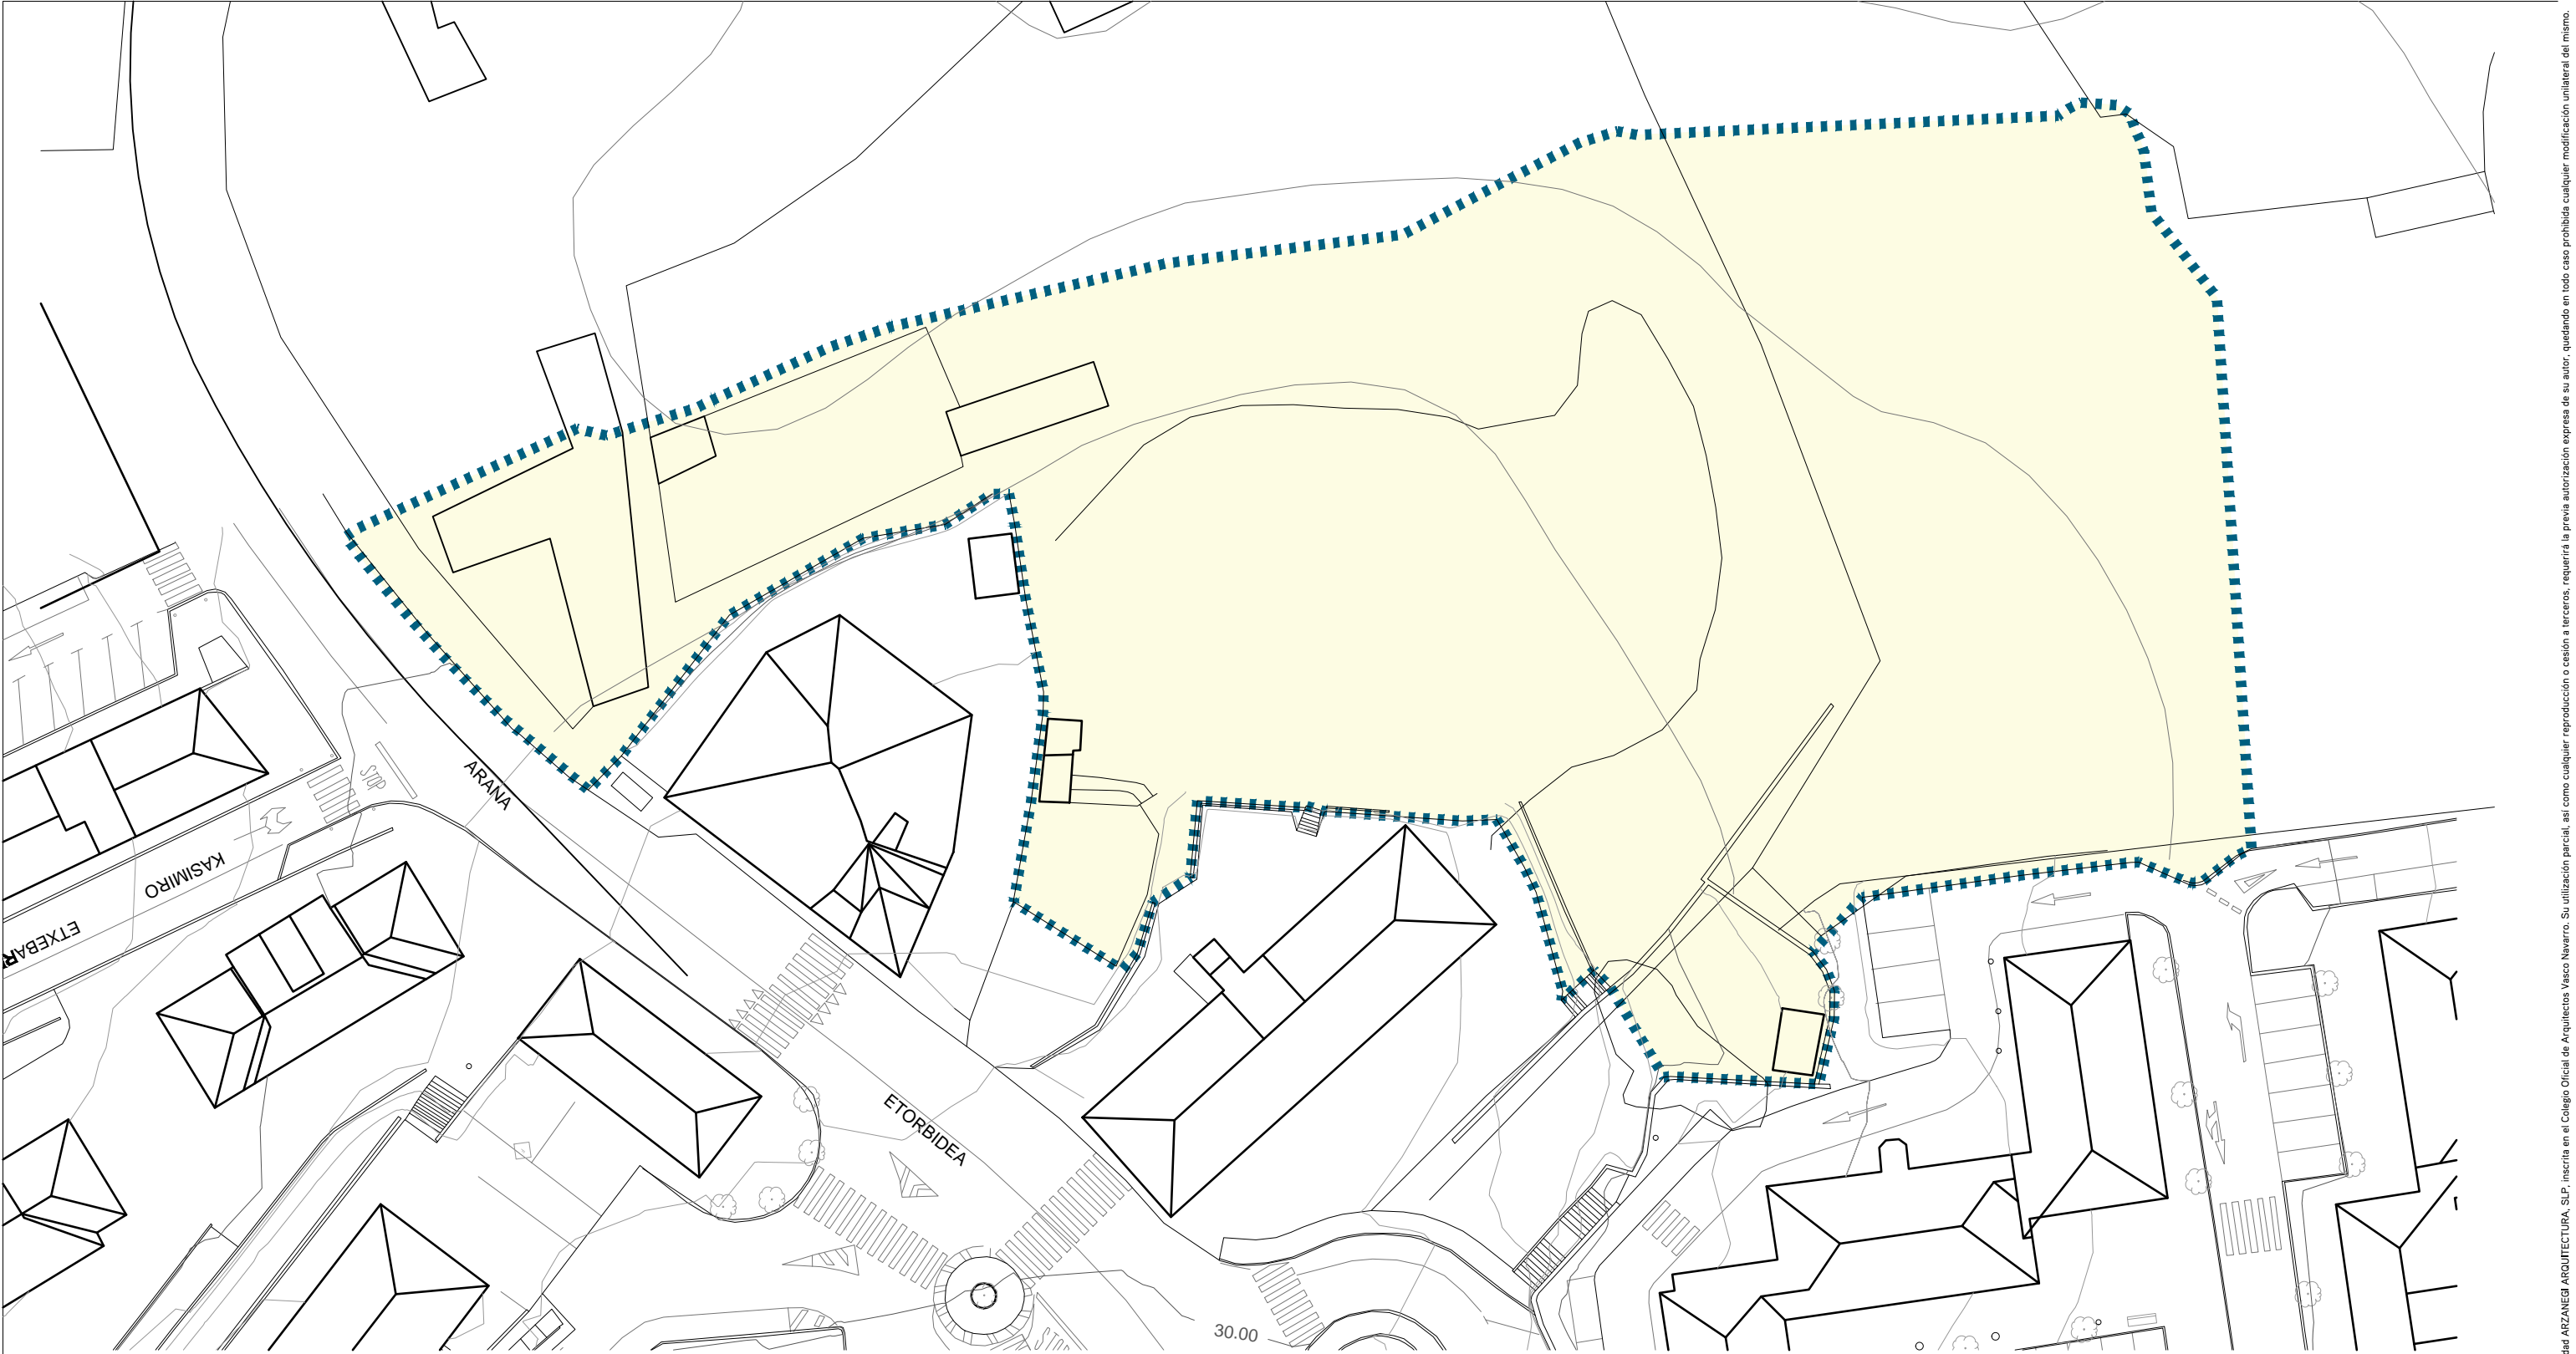 STOP
ARANA
KASIMIRO
ETXEBAR
ETORBIDEA
30.00
STOP
dad ARZANEGI ARQUITECTURA, SLP, inscrita en el Colegio Oficial de Arquitectos Vasco Navarro. Su utilización parcial, así como cualquier reproducción o cesión a terceros, requerirá la previa autorización expresa de su autor, quedando en todo caso prohibida cualquier modificación unilateral del mismo.